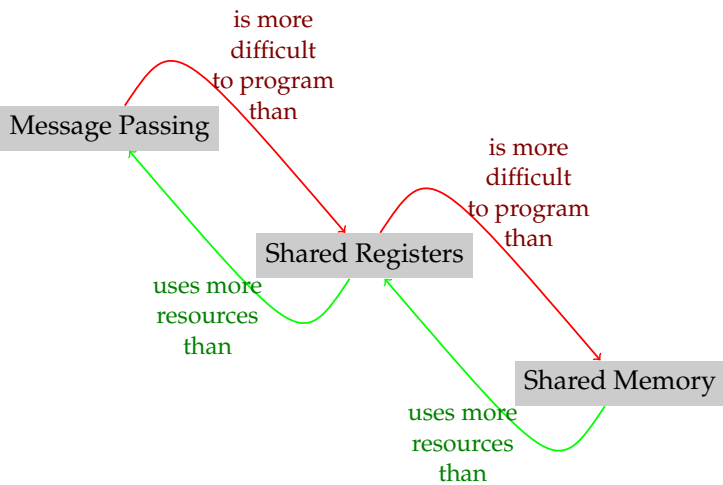 is more
difficult
to program
than
Message Passing
is more
difficult
to program
than
Shared Registers
uses more
resources
than
Shared Memory
uses more
resources
than